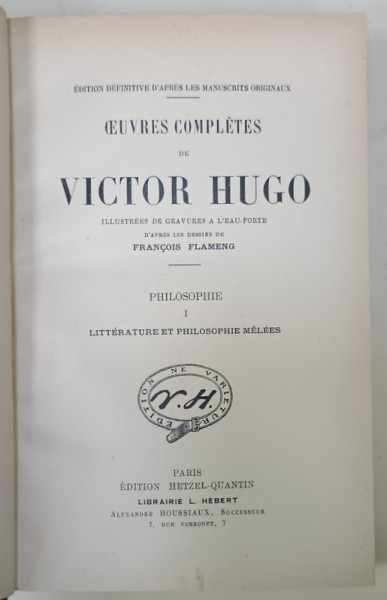 ÉDITION DÉFINITIVE D'APRÈS LES MANUSCRITS ORIGINAUX
ŒUVRES COMPLÈTES
DE
VICTOR HUGO
ILLUSTRÉES DE GRAVURES A L'EAU-FORTE
D'APRÈS LES DESSINS DE
FRANÇOIS FLAMENG
PHILOSOPHIE
I
LITTÉRATURE ET PHILOSOPHIE MÊLÉES
ÉDITION NE VARIETUR
V.H.
PARIS
ÉDITION HETZEL-QUANTIN
LIBRAIRIE L. HÉBERT
ALEXANDRE HOUSSIAUX, SUCCESSEUR
7, RUE PERRONET, 7